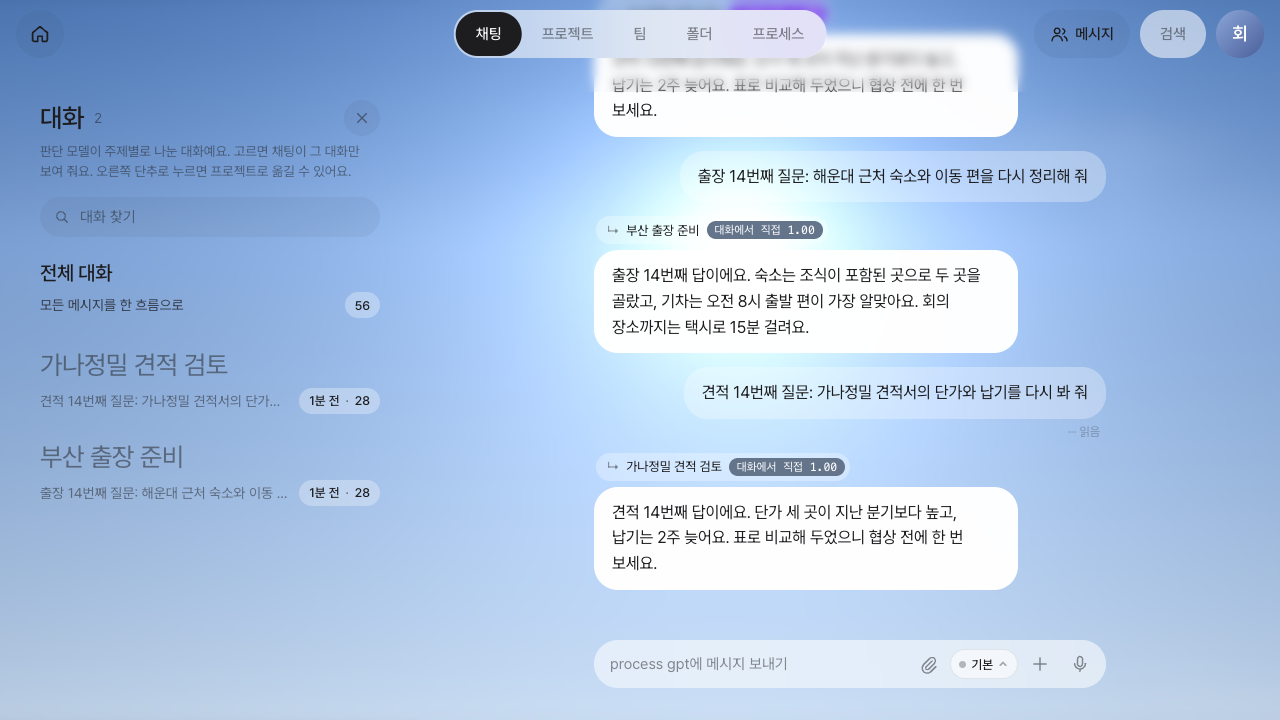 채팅
프로젝트
팀
폴더
프로세스
메시지
검색
회
대화 2
판단 모델이 주제별로 나눈 대화예요. 고르면 채팅이 그 대화만
보여 줘요. 오른쪽 단추로 누르면 프로젝트로 옮길 수 있어요.
대화 찾기
전체 대화
모든 메시지를 한 흐름으로
56
가나정밀 견적 검토
견적 14번째 질문: 가나정밀 견적서의 단가...
1분 전 · 28
부산 출장 준비
출장 14번째 질문: 해운대 근처 숙소와 이동 ...
1분 전 · 28
납기는 2주 늦어요. 표로 비교해 두었으니 협상 전에 한 번
보세요.
출장 14번째 질문: 해운대 근처 숙소와 이동 편을 다시 정리해 줘
부산 출장 준비 대화에서 직접 1.00
출장 14번째 답이에요. 숙소는 조식이 포함된 곳으로 두 곳을
골랐고, 기차는 오전 8시 출발 편이 가장 알맞아요. 회의
장소까지는 택시로 15분 걸려요.
견적 14번째 질문: 가나정밀 견적서의 단가와 납기를 다시 봐 줘
— 읽음
가나정밀 견적 검토 대화에서 직접 1.00
견적 14번째 답이에요. 단가 세 곳이 지난 분기보다 높고,
납기는 2주 늦어요. 표로 비교해 두었으니 협상 전에 한 번
보세요.
process gpt에 메시지 보내기
기본